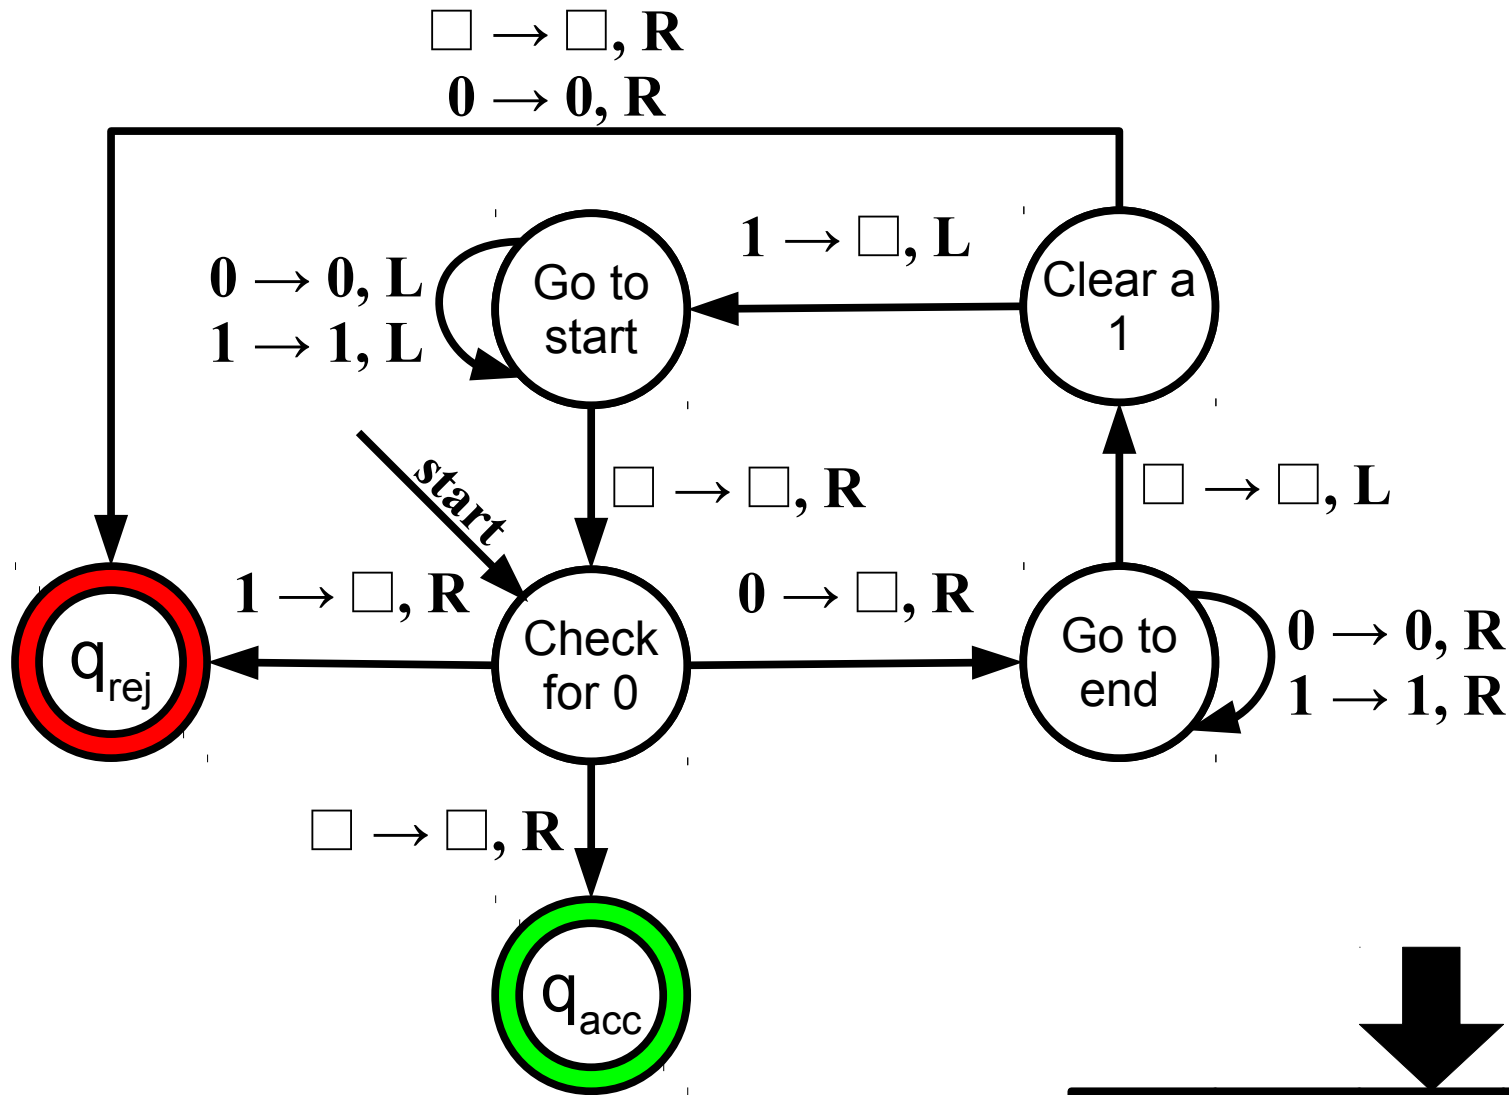 □ → □, R
0 → 0, R
1 → □, L
Go to
start
Clear a
1
0 → 0, L
1 → 1, L
start
□ → □, R
□ → □, L
1 → □, R
0 → □, R
q_rej
Check
for 0
Go to
end
0 → 0, R
1 → 1, R
□ → □, R
q_acc